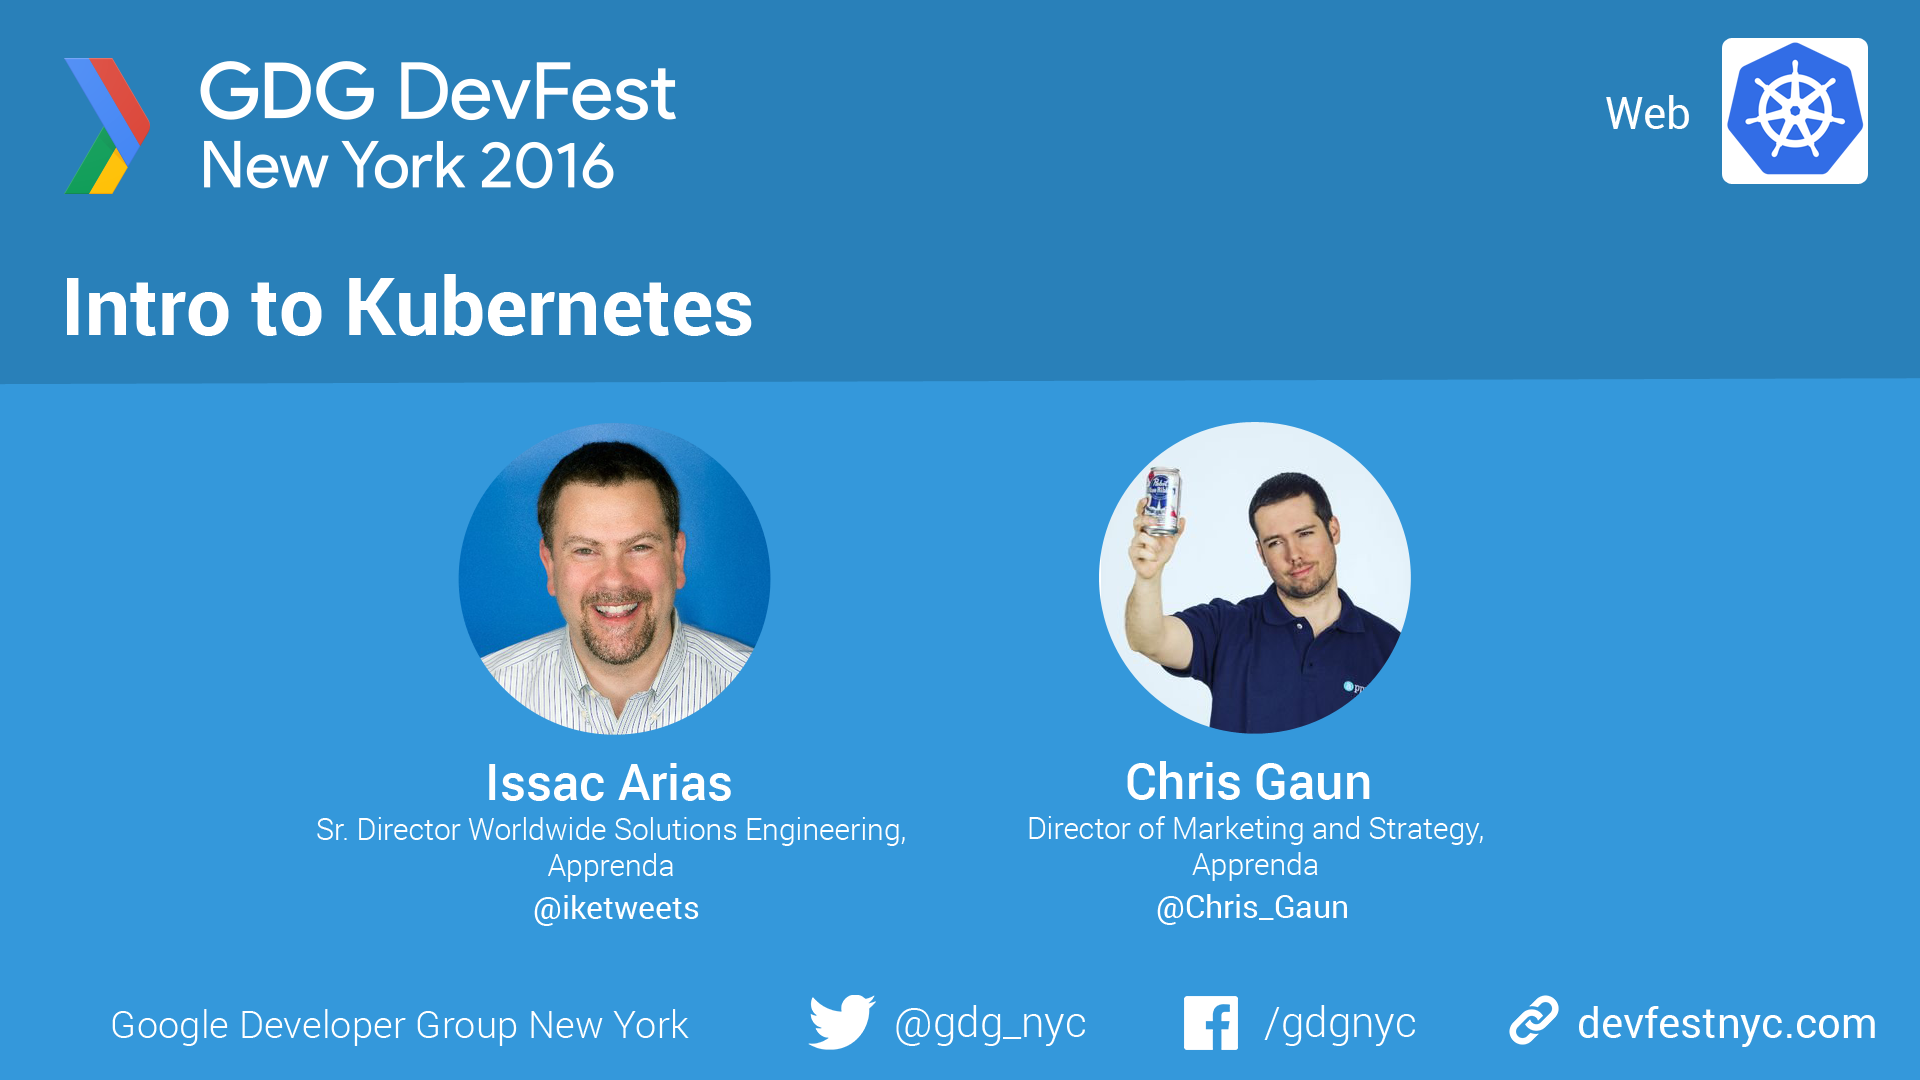 GDG DevFest
New York 2016
Web
Intro to Kubernetes
Pabst
Issac Arias
Sr. Director Worldwide Solutions Engineering,
Apprenda
@iketweets
Chris Gaun
Director of Marketing and Strategy,
Apprenda
@Chris_Gaun
Google Developer Group New York
@gdg_nyc
/gdgnyc
devfestnyc.com